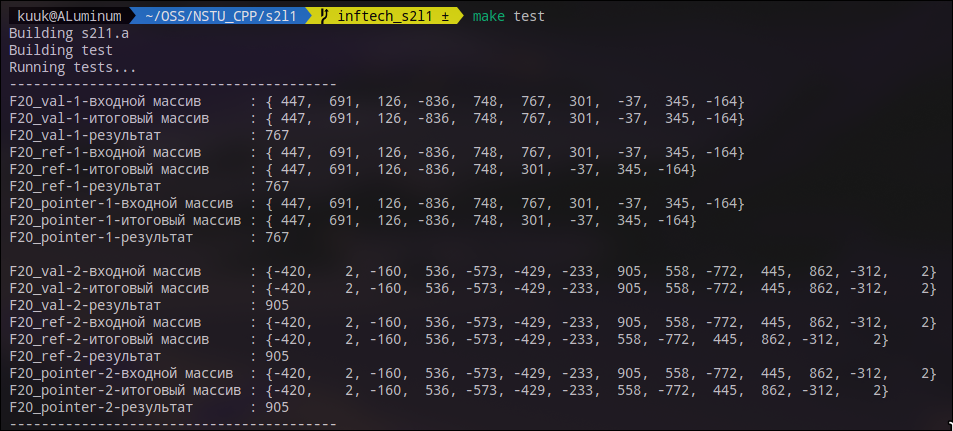 kuuk@ALuminum ~/OSS/NSTU_CPP/s2l1 inftech_s2l1 ± make test
Building s2l1.a
Building test
Running tests...
----------------------------------------
F20_val-1-входной массив : { 447, 691, 126, -836, 748, 767, 301, -37, 345, -164}
F20_val-1-итоговый массив : { 447, 691, 126, -836, 748, 767, 301, -37, 345, -164}
F20_val-1-результат : 767
F20_ref-1-входной массив : { 447, 691, 126, -836, 748, 767, 301, -37, 345, -164}
F20_ref-1-итоговый массив : { 447, 691, 126, -836, 748, 301, -37, 345, -164}
F20_ref-1-результат : 767
F20_pointer-1-входной массив : { 447, 691, 126, -836, 748, 767, 301, -37, 345, -164}
F20_pointer-1-итоговый массив : { 447, 691, 126, -836, 748, 301, -37, 345, -164}
F20_pointer-1-результат : 767
F20_val-2-входной массив : {-420, 2, -160, 536, -573, -429, -233, 905, 558, -772, 445, 862, -312, 2}
F20_val-2-итоговый массив : {-420, 2, -160, 536, -573, -429, -233, 905, 558, -772, 445, 862, -312, 2}
F20_val-2-результат : 905
F20_ref-2-входной массив : {-420, 2, -160, 536, -573, -429, -233, 905, 558, -772, 445, 862, -312, 2}
F20_ref-2-итоговый массив : {-420, 2, -160, 536, -573, -429, -233, 558, -772, 445, 862, -312, 2}
F20_ref-2-результат : 905
F20_pointer-2-входной массив : {-420, 2, -160, 536, -573, -429, -233, 905, 558, -772, 445, 862, -312, 2}
F20_pointer-2-итоговый массив : {-420, 2, -160, 536, -573, -429, -233, 558, -772, 445, 862, -312, 2}
F20_pointer-2-результат : 905
----------------------------------------